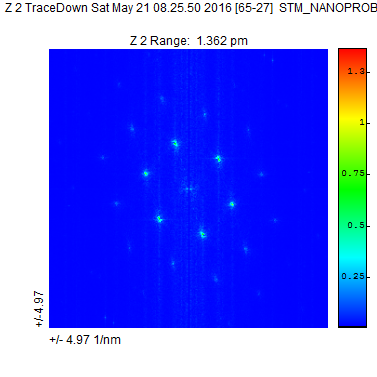 Z 2 TraceDown Sat May 21 08.25.50 2016 [65-27] STM_NANOPROB
Z 2 Range: 1.362 pm
1.3
1
0.75
0.5
0.25
+/-4.97
+/- 4.97 1/nm